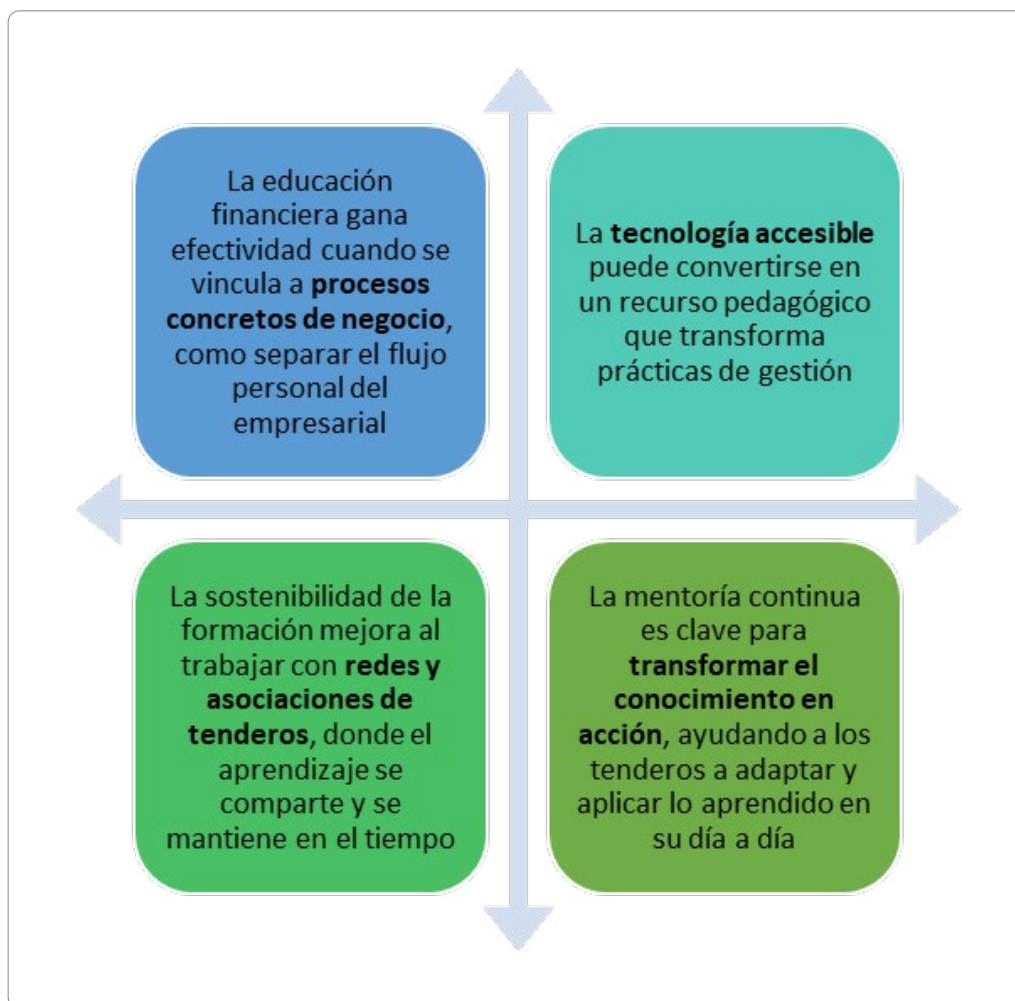 La educación
financiera gana
efectividad cuando se
vincula a procesos
concretos de negocio,
como separar el flujo
personal del
empresarial
La tecnología accesible
puede convertirse en
un recurso pedagógico
que transforma
prácticas de gestión
La sostenibilidad de la
formación mejora al
trabajar con redes y
asociaciones de
tenderos, donde el
aprendizaje se
comparte y se
mantiene en el tiempo
La mentoría continua
es clave para
transformar el
conocimiento en
acción, ayudando a los
tenderos a adaptar y
aplicar lo aprendido en
su día a día